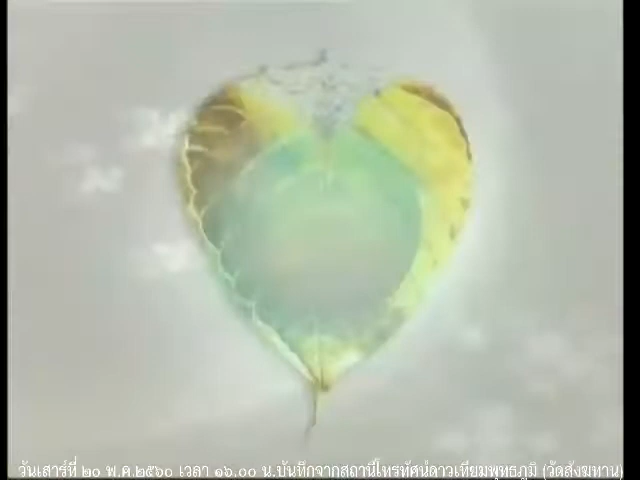 วันเสาร์ที่ ๒๐ พ.ค.๒๕๖๐ เวลา ๑๖.๐๐ น.บันทึกจากสถานีโทรทัศน์ดาวเทียมพุทธภูมิ (วัดสังฆทาน)